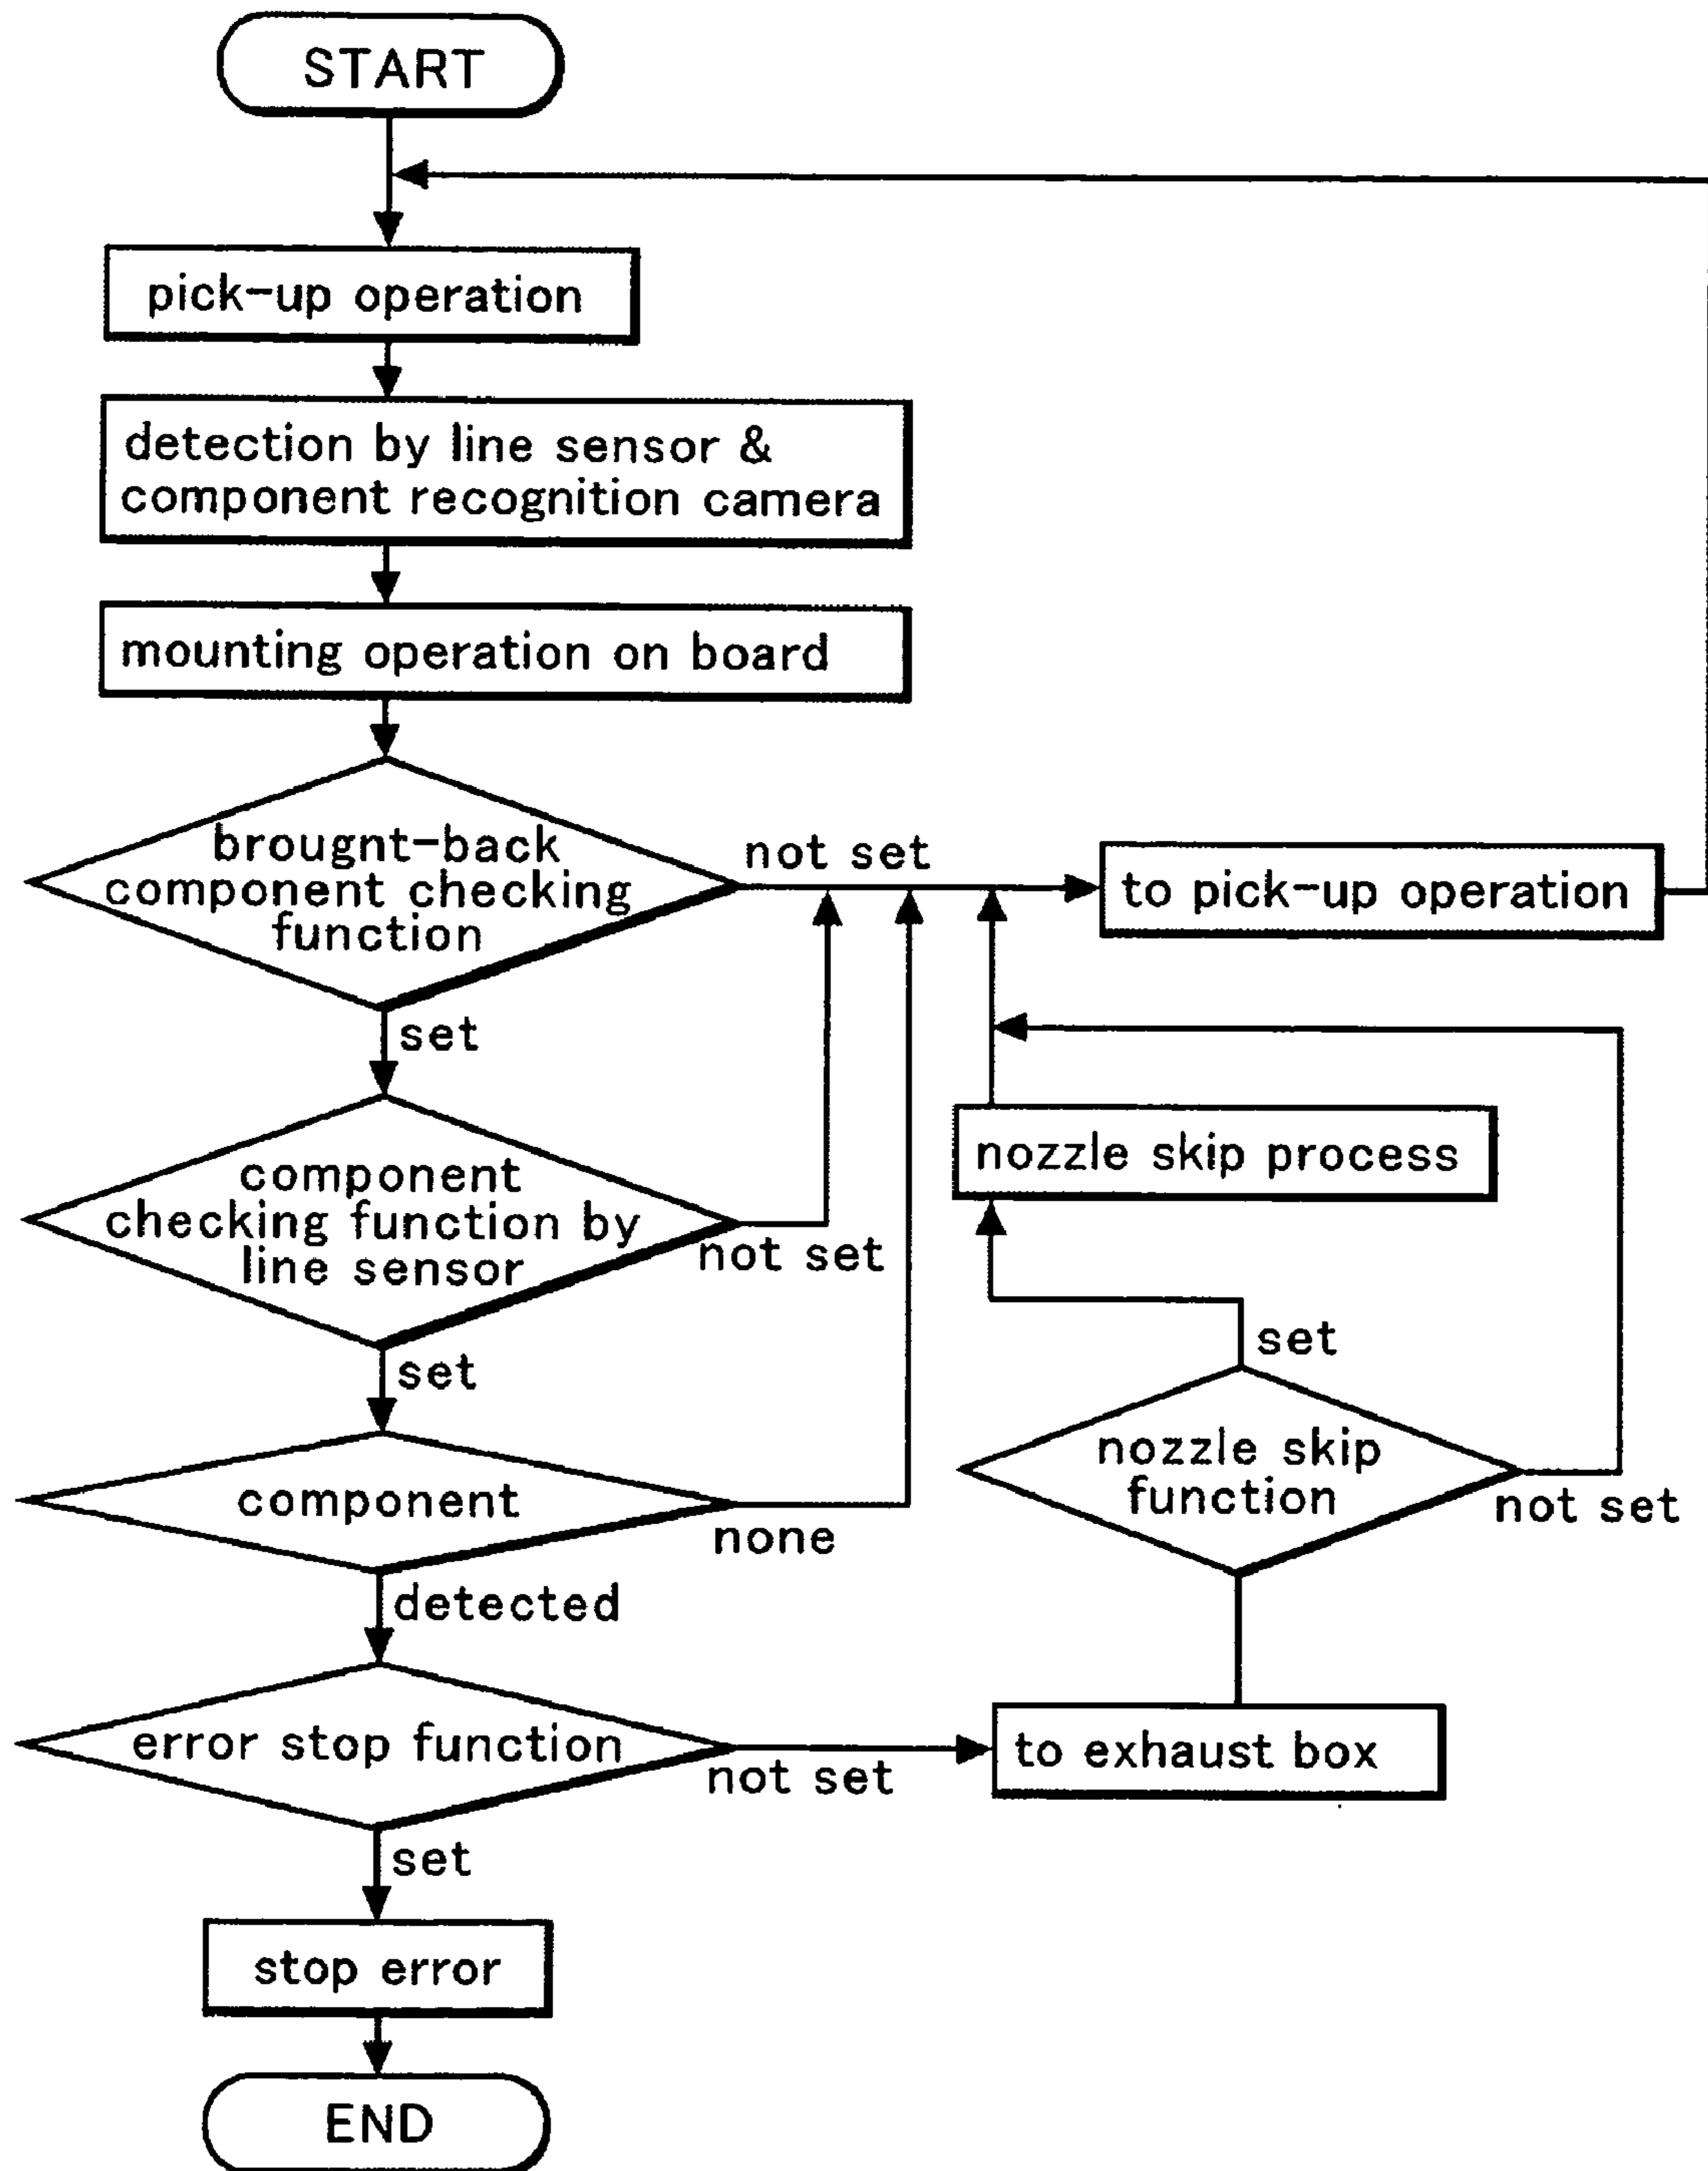 START
pick-up operation
detection by line sensor &
component recognition camera
mounting operation on board
brougnt-back
component checking
function
not set
to pick-up operation
set
component
checking function by
line sensor
not set
nozzle skip process
set
set
component
none
nozzle skip
function
not set
detected
error stop function
not set
to exhaust box
set
stop error
END